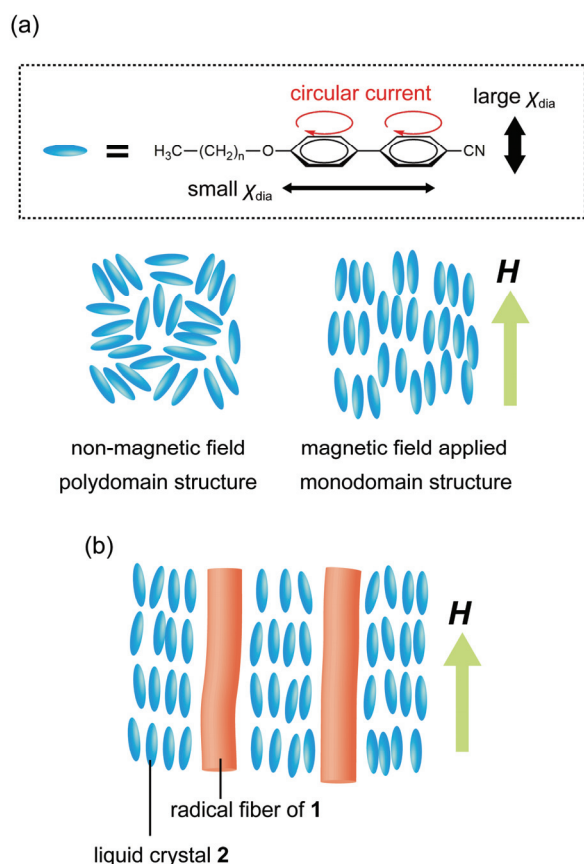 (a)
circular current
large χdia
=
H₃C—(CH₂)ₙ—O
CN
small χdia
H
non-magnetic field
polydomain structure
magnetic field applied
monodomain structure
(b)
H
radical fiber of 1
liquid crystal 2